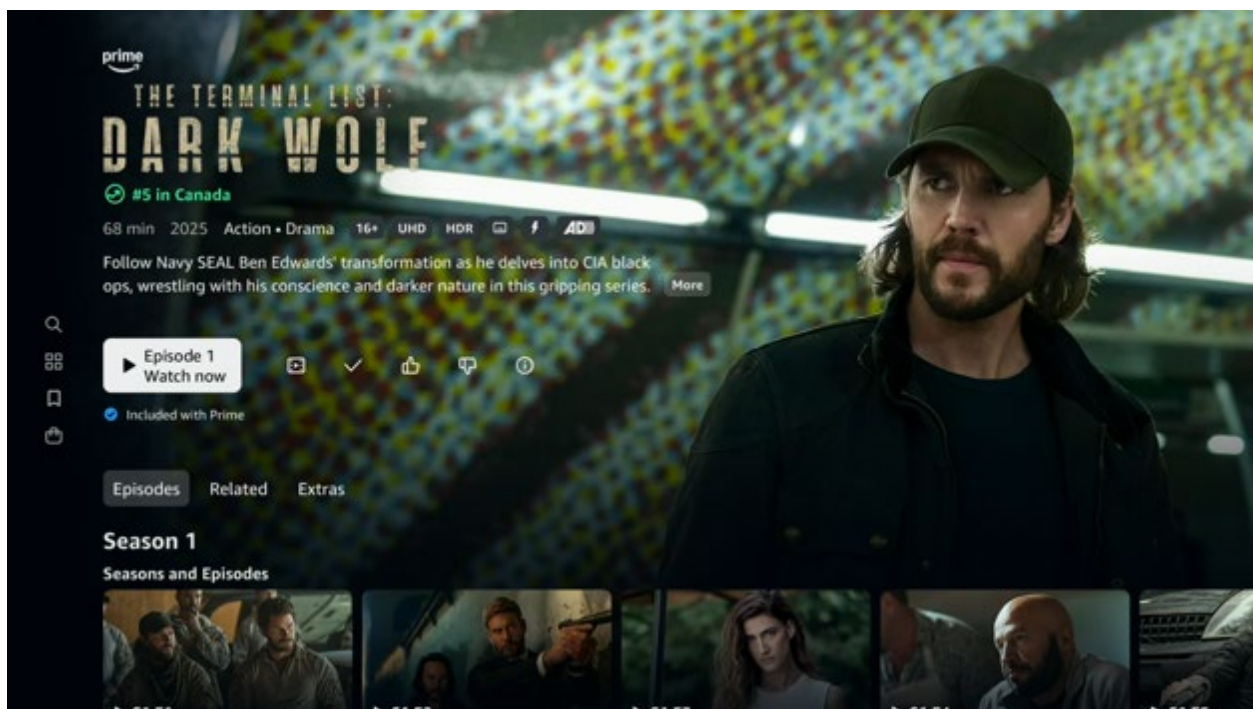 prime
THE TERMINAL LIST:
DARK WOLF
#5 in Canada
68 min 2025 Action • Drama 16+ UHD HDR AD
Follow Navy SEAL Ben Edwards' transformation as he delves into CIA black
ops, wrestling with his conscience and darker nature in this gripping series. More
Episode 1
Watch now
Included with Prime
Episodes Related Extras
Season 1
Seasons and Episodes